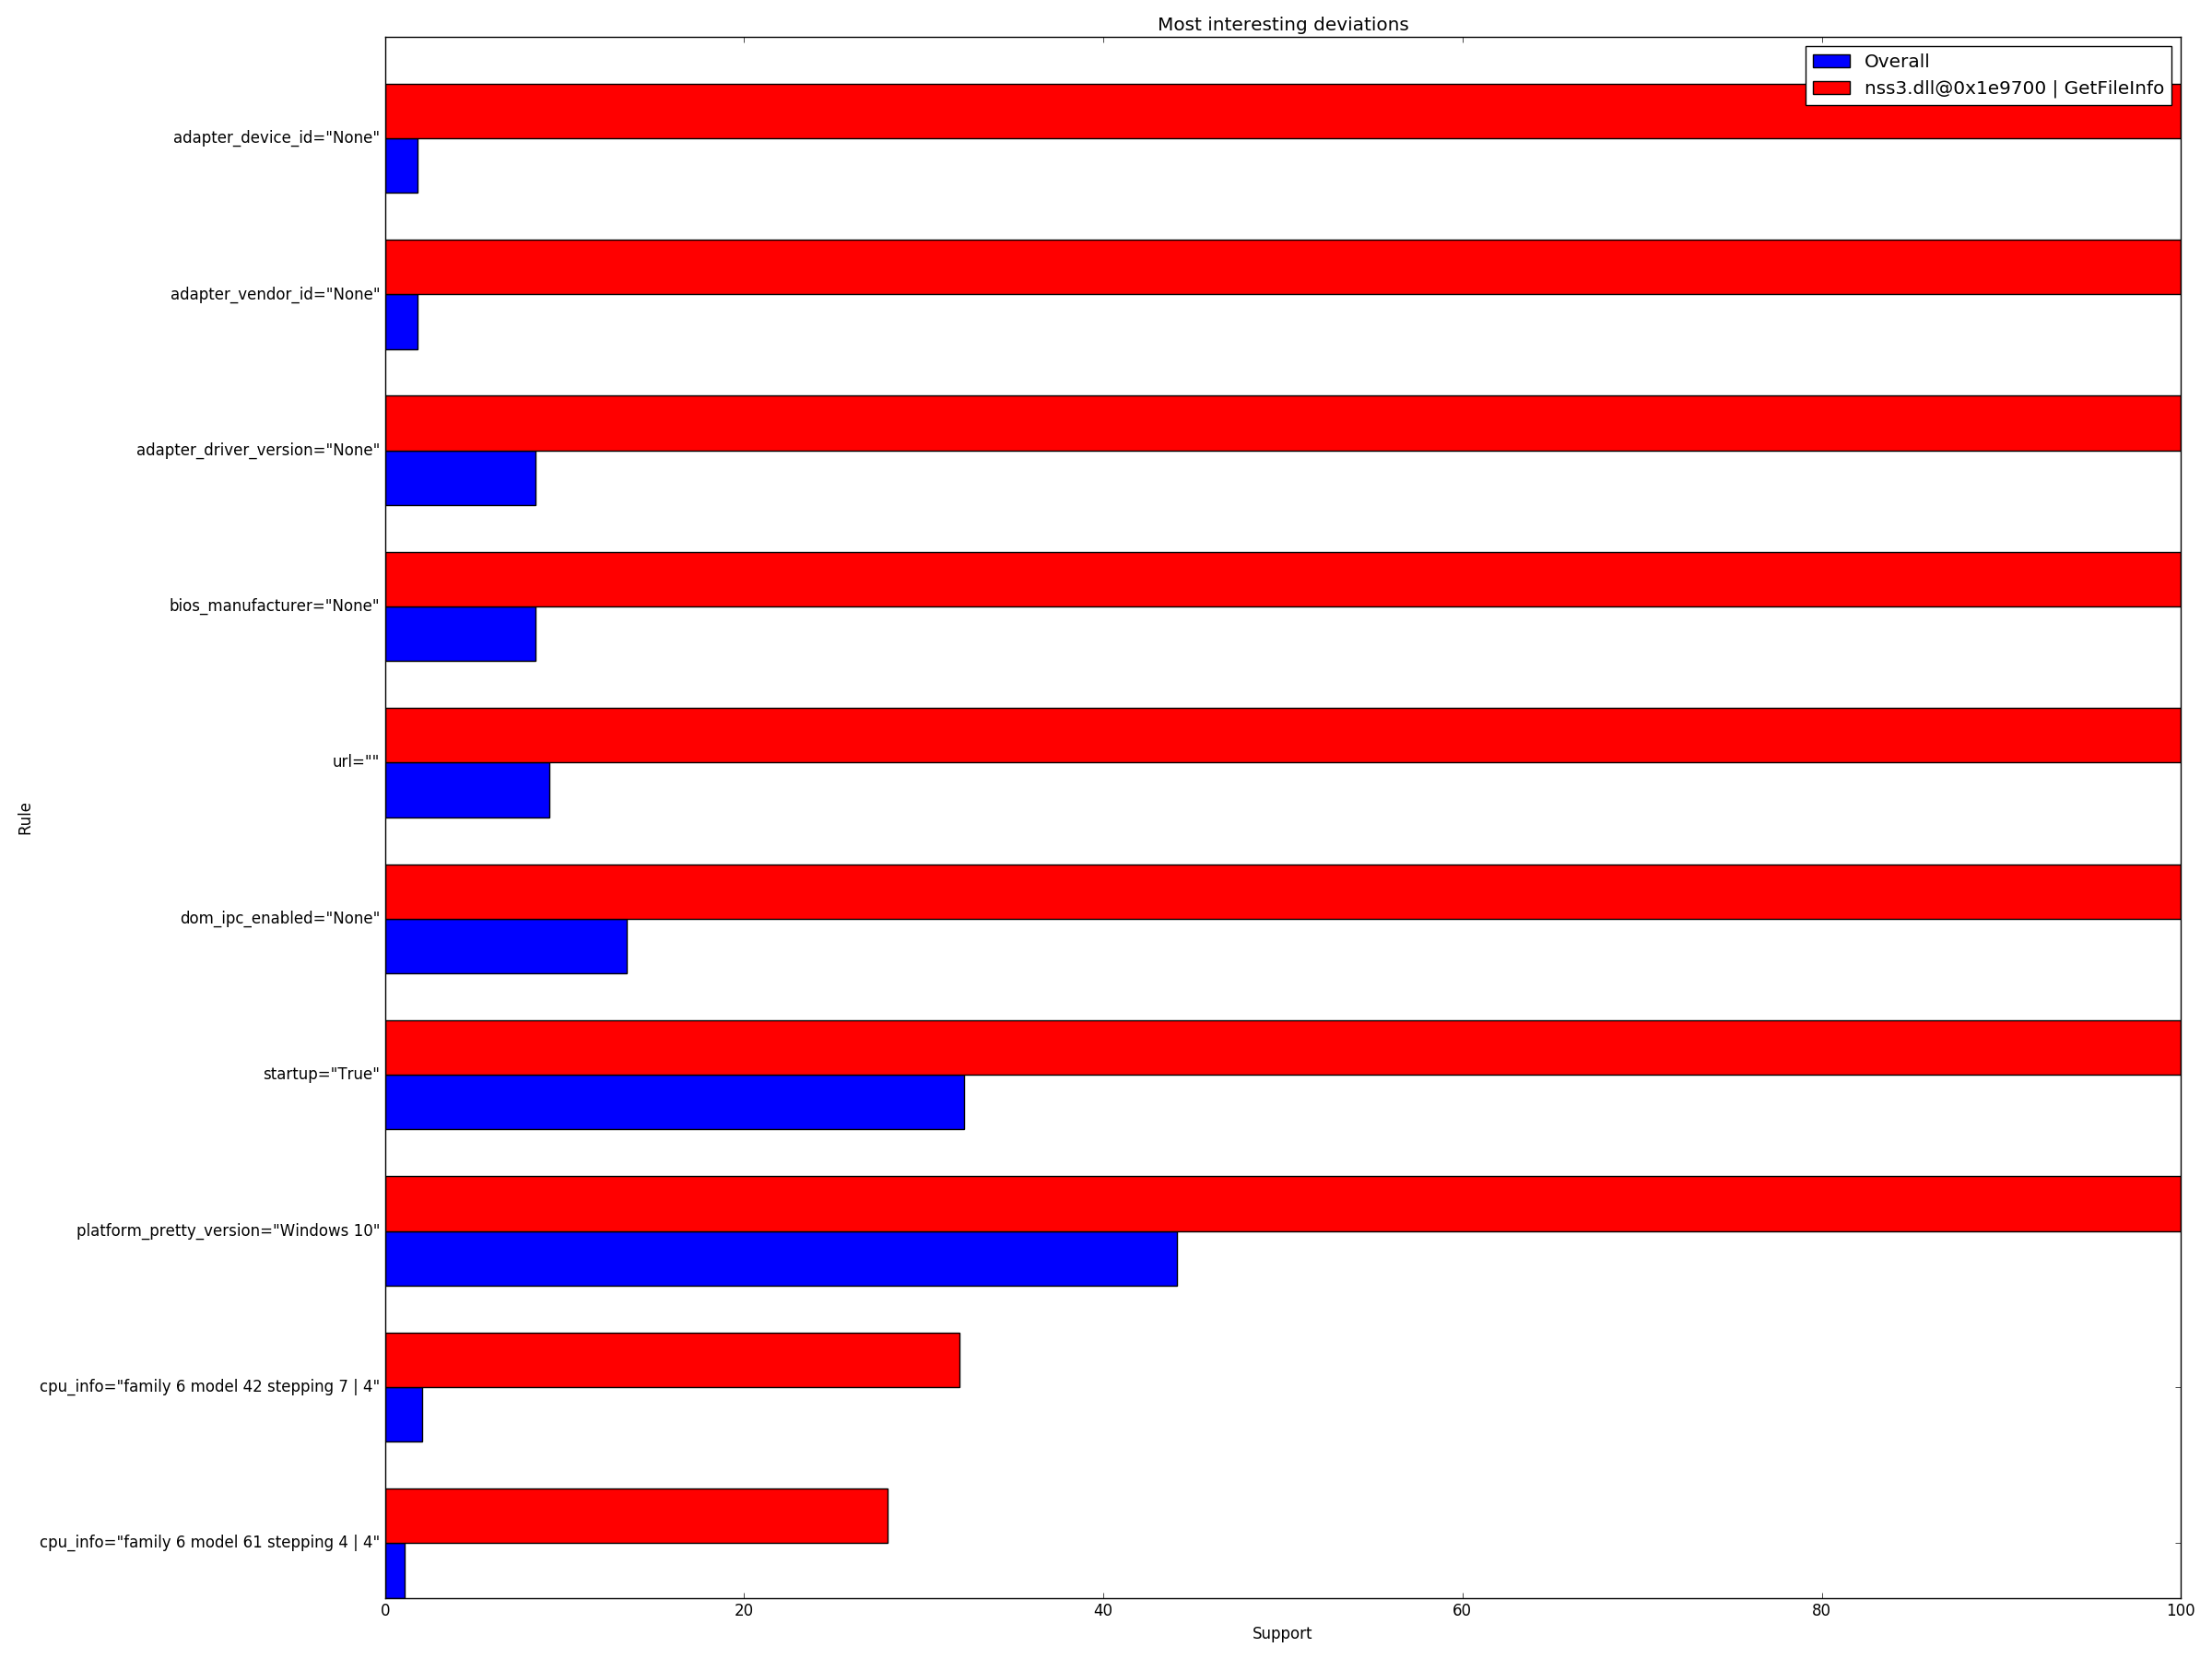 Most interesting deviations
Overall
nss3.dll@0x1e9700 | GetFileInfo
adapter_device_id="None"
adapter_vendor_id="None"
adapter_driver_version="None"
bios_manufacturer="None"
url=""
dom_ipc_enabled="None"
startup="True"
platform_pretty_version="Windows 10"
cpu_info="family 6 model 42 stepping 7 | 4"
cpu_info="family 6 model 61 stepping 4 | 4"
Rule
0 20 40 60 80 100
Support